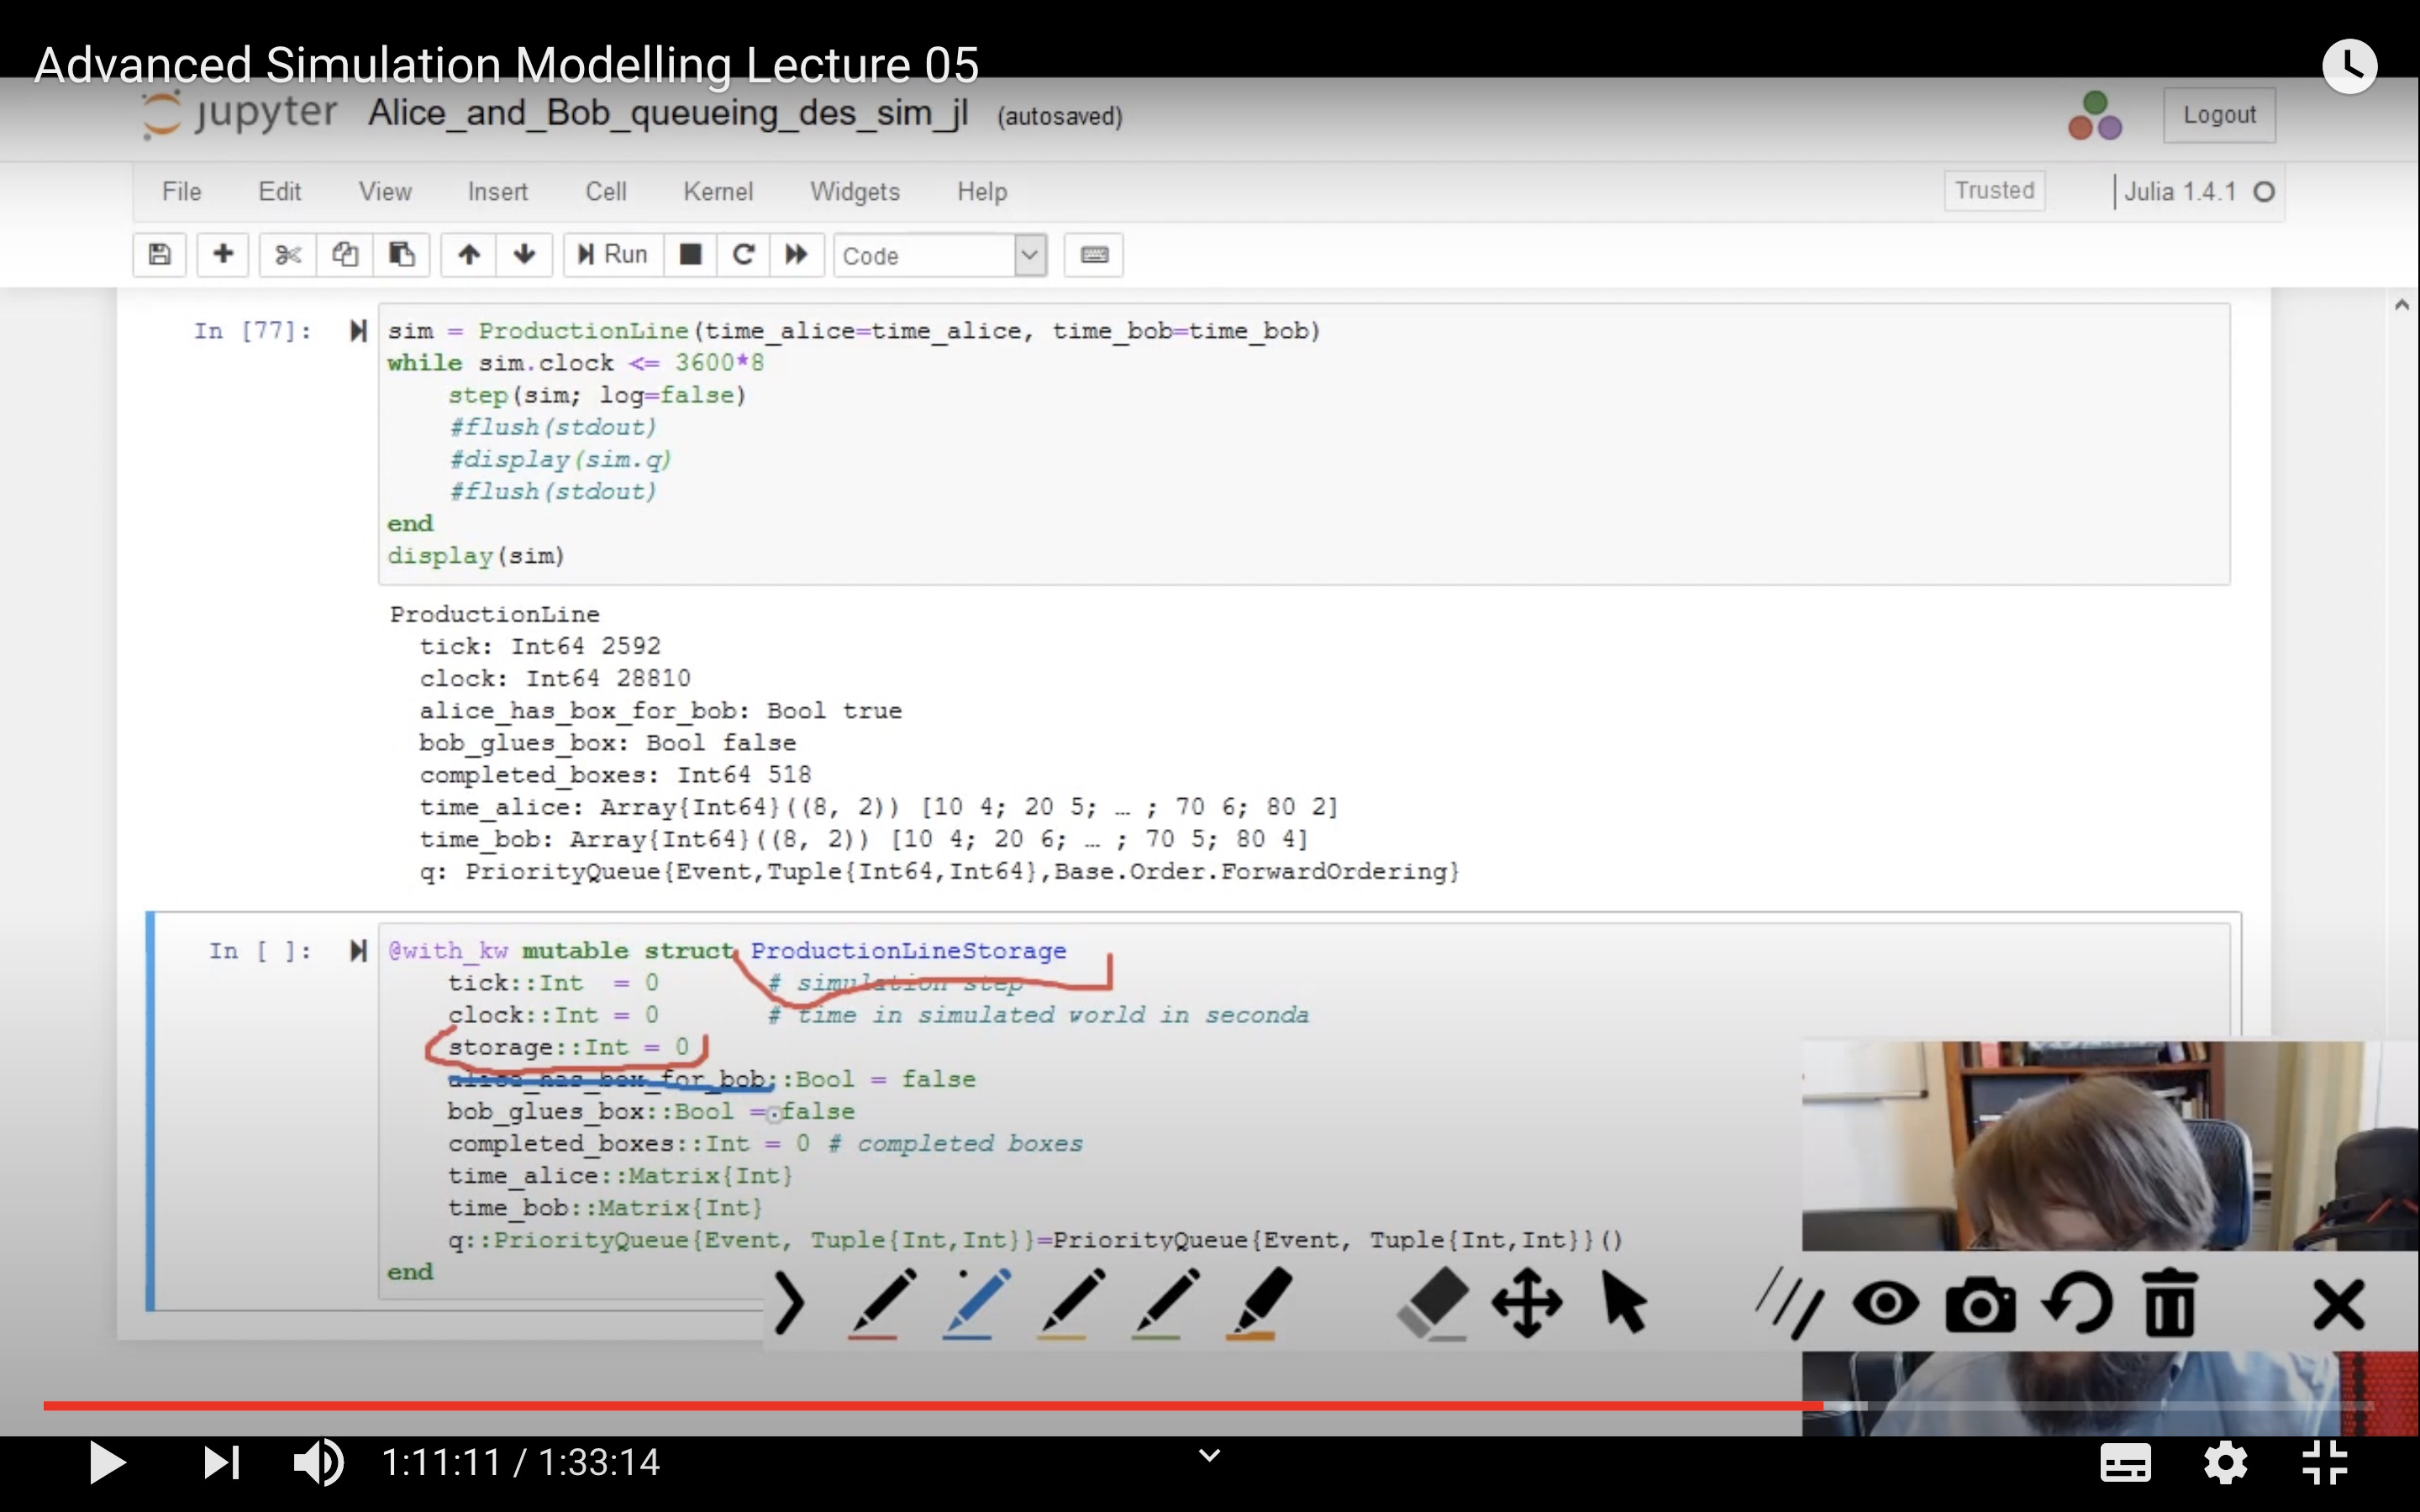 Advanced Simulation Modelling Lecture 05
jupyter Alice_and_Bob_queueing_des_sim_jl (autosaved) Logout
File Edit View Insert Cell Kernel Widgets Help Trusted Julia 1.4.1
Run Code
In [77]: sim = ProductionLine(time_alice=time_alice, time_bob=time_bob)
while sim.clock <= 3600*8
    step(sim; log=false)
    #flush(stdout)
    #display(sim.q)
    #flush(stdout)
end
display(sim)
ProductionLine
  tick: Int64 2592
  clock: Int64 28810
  alice_has_box_for_bob: Bool true
  bob_glues_box: Bool false
  completed_boxes: Int64 518
  time_alice: Array{Int64}((8, 2)) [10 4; 20 5; … ; 70 6; 80 2]
  time_bob: Array{Int64}((8, 2)) [10 4; 20 6; … ; 70 5; 80 4]
  q: PriorityQueue{Event,Tuple{Int64,Int64},Base.Order.ForwardOrdering}
In [ ]: @with_kw mutable struct ProductionLineStorage
    tick::Int  = 0       # simulation step
    clock::Int = 0       # time in simulated world in seconda
    storage::Int = 0
    alice_has_box_for_bob::Bool = false
    bob_glues_box::Bool = false
    completed_boxes::Int = 0 # completed boxes
    time_alice::Matrix{Int}
    time_bob::Matrix{Int}
    q::PriorityQueue{Event, Tuple{Int,Int}}=PriorityQueue{Event, Tuple{Int,Int}}()
end
1:11:11 / 1:33:14